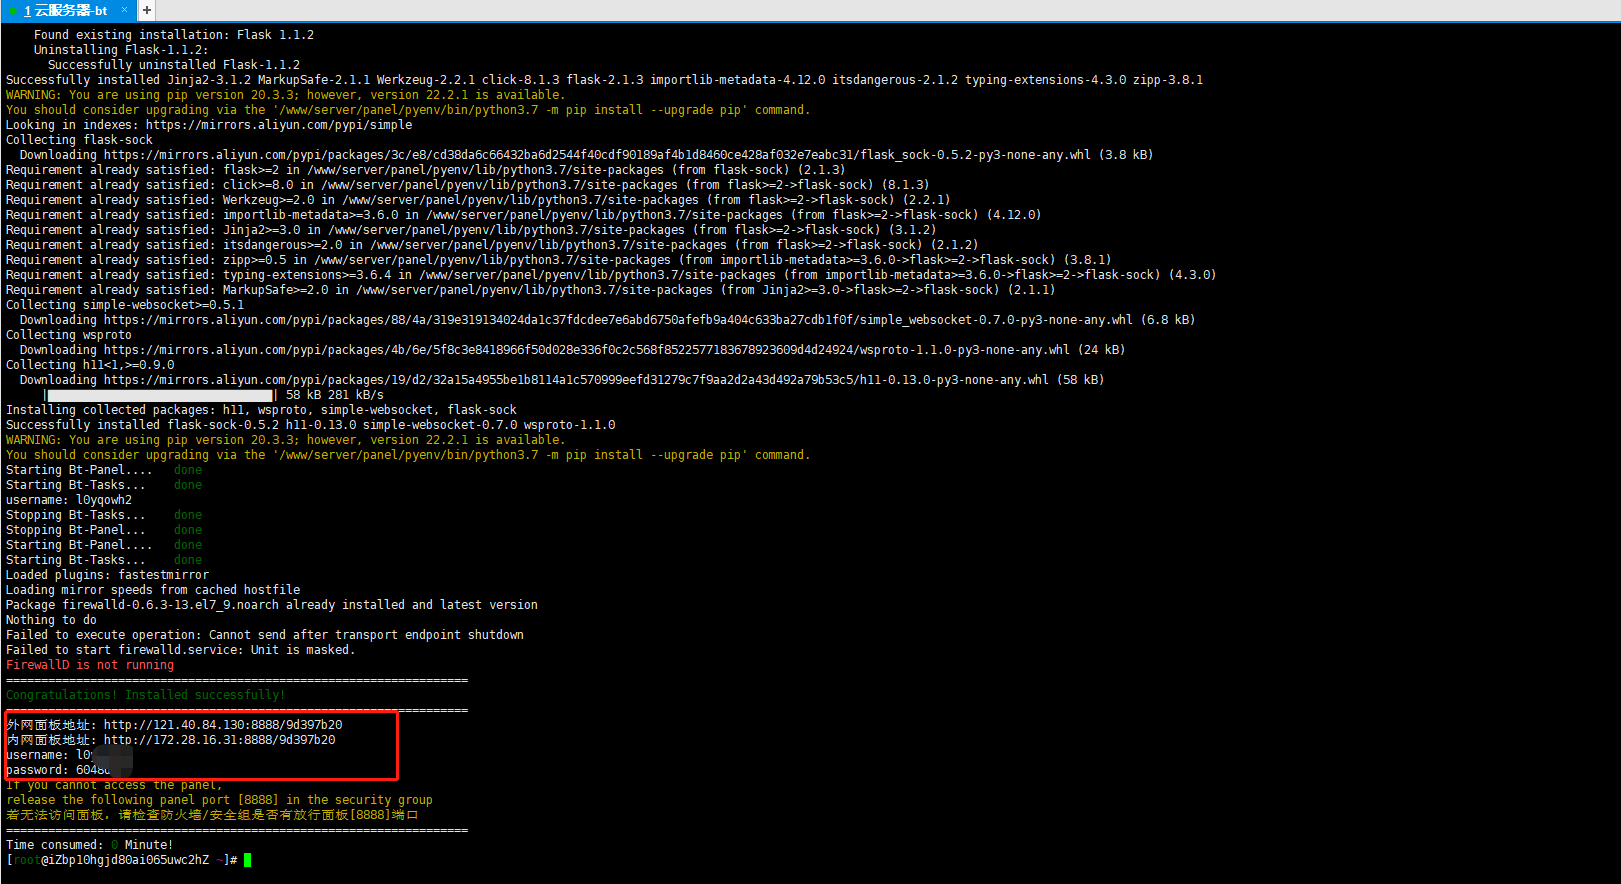 1 云服务器-bt × +
Found existing installation: Flask 1.1.2
Uninstalling Flask-1.1.2:
Successfully uninstalled Flask-1.1.2
Successfully installed Jinja2-3.1.2 MarkupSafe-2.1.1 Werkzeug-2.2.1 click-8.1.3 flask-2.1.3 importlib-metadata-4.12.0 itsdangerous-2.1.2 typing-extensions-4.3.0 zipp-3.8.1
WARNING: You are using pip version 20.3.3; however, version 22.2.1 is available.
You should consider upgrading via the '/www/server/panel/pyenv/bin/python3.7 -m pip install --upgrade pip' command.
Looking in indexes: https://mirrors.aliyun.com/pypi/simple
Collecting flask-sock
Downloading https://mirrors.aliyun.com/pypi/packages/3c/e8/cd38da6c66432ba6d2544f40cdf90189af4b1d8460ce428af032e7eabc31/flask_sock-0.5.2-py3-none-any.whl (3.8 kB)
Requirement already satisfied: flask>=2 in /www/server/panel/pyenv/lib/python3.7/site-packages (from flask-sock) (2.1.3)
Requirement already satisfied: click>=8.0 in /www/server/panel/pyenv/lib/python3.7/site-packages (from flask>=2->flask-sock) (8.1.3)
Requirement already satisfied: Werkzeug>=2.0 in /www/server/panel/pyenv/lib/python3.7/site-packages (from flask>=2->flask-sock) (2.2.1)
Requirement already satisfied: importlib-metadata>=3.6.0 in /www/server/panel/pyenv/lib/python3.7/site-packages (from flask>=2->flask-sock) (4.12.0)
Requirement already satisfied: Jinja2>=3.0 in /www/server/panel/pyenv/lib/python3.7/site-packages (from flask>=2->flask-sock) (3.1.2)
Requirement already satisfied: itsdangerous>=2.0 in /www/server/panel/pyenv/lib/python3.7/site-packages (from flask>=2->flask-sock) (2.1.2)
Requirement already satisfied: zipp>=0.5 in /www/server/panel/pyenv/lib/python3.7/site-packages (from importlib-metadata>=3.6.0->flask>=2->flask-sock) (3.8.1)
Requirement already satisfied: typing-extensions>=3.6.4 in /www/server/panel/pyenv/lib/python3.7/site-packages (from importlib-metadata>=3.6.0->flask>=2->flask-sock) (4.3.0)
Requirement already satisfied: MarkupSafe>=2.0 in /www/server/panel/pyenv/lib/python3.7/site-packages (from Jinja2>=3.0->flask>=2->flask-sock) (2.1.1)
Collecting simple-websocket>=0.5.1
Downloading https://mirrors.aliyun.com/pypi/packages/88/4a/319e319134024da1c37fdcdee7e6abd6750afefb9a404c633ba27cdb1f0f/simple_websocket-0.7.0-py3-none-any.whl (6.8 kB)
Collecting wsproto
Downloading https://mirrors.aliyun.com/pypi/packages/4b/6e/5f8c3e8418966f50d028e336f0c2c568f8522577183678923609d4d24924/wsproto-1.1.0-py3-none-any.whl (24 kB)
Collecting h11<1,>=0.9.0
Downloading https://mirrors.aliyun.com/pypi/packages/19/d2/32a15a4955be1b8114a1c570999eefd31279c7f9aa2d2a43d492a79b53c5/h11-0.13.0-py3-none-any.whl (58 kB)
| | 58 kB 281 kB/s
Installing collected packages: h11, wsproto, simple-websocket, flask-sock
Successfully installed flask-sock-0.5.2 h11-0.13.0 simple-websocket-0.7.0 wsproto-1.1.0
WARNING: You are using pip version 20.3.3; however, version 22.2.1 is available.
You should consider upgrading via the '/www/server/panel/pyenv/bin/python3.7 -m pip install --upgrade pip' command.
Starting Bt-Panel.... done
Starting Bt-Tasks... done
username: l0yqowh2
Stopping Bt-Tasks... done
Stopping Bt-Panel... done
Starting Bt-Panel.... done
Starting Bt-Tasks... done
Loaded plugins: fastestmirror
Loading mirror speeds from cached hostfile
Package firewalld-0.6.3-13.el7_9.noarch already installed and latest version
Nothing to do
Failed to execute operation: Cannot send after transport endpoint shutdown
Failed to start firewalld.service: Unit is masked.
FirewallD is not running
==================================================================
Congratulations! Installed successfully!
==================================================================
外网面板地址: http://121.40.84.130:8888/9d397b20
内网面板地址: http://172.28.16.31:8888/9d397b20
username: l0y
password: 6048
If you cannot access the panel,
release the following panel port [8888] in the security group
若无法访问面板，请检查防火墙/安全组是否有放行面板[8888]端口
==================================================================
Time consumed: 0 Minute!
[root@iZbp10hgjd80ai065uwc2hZ ~]#